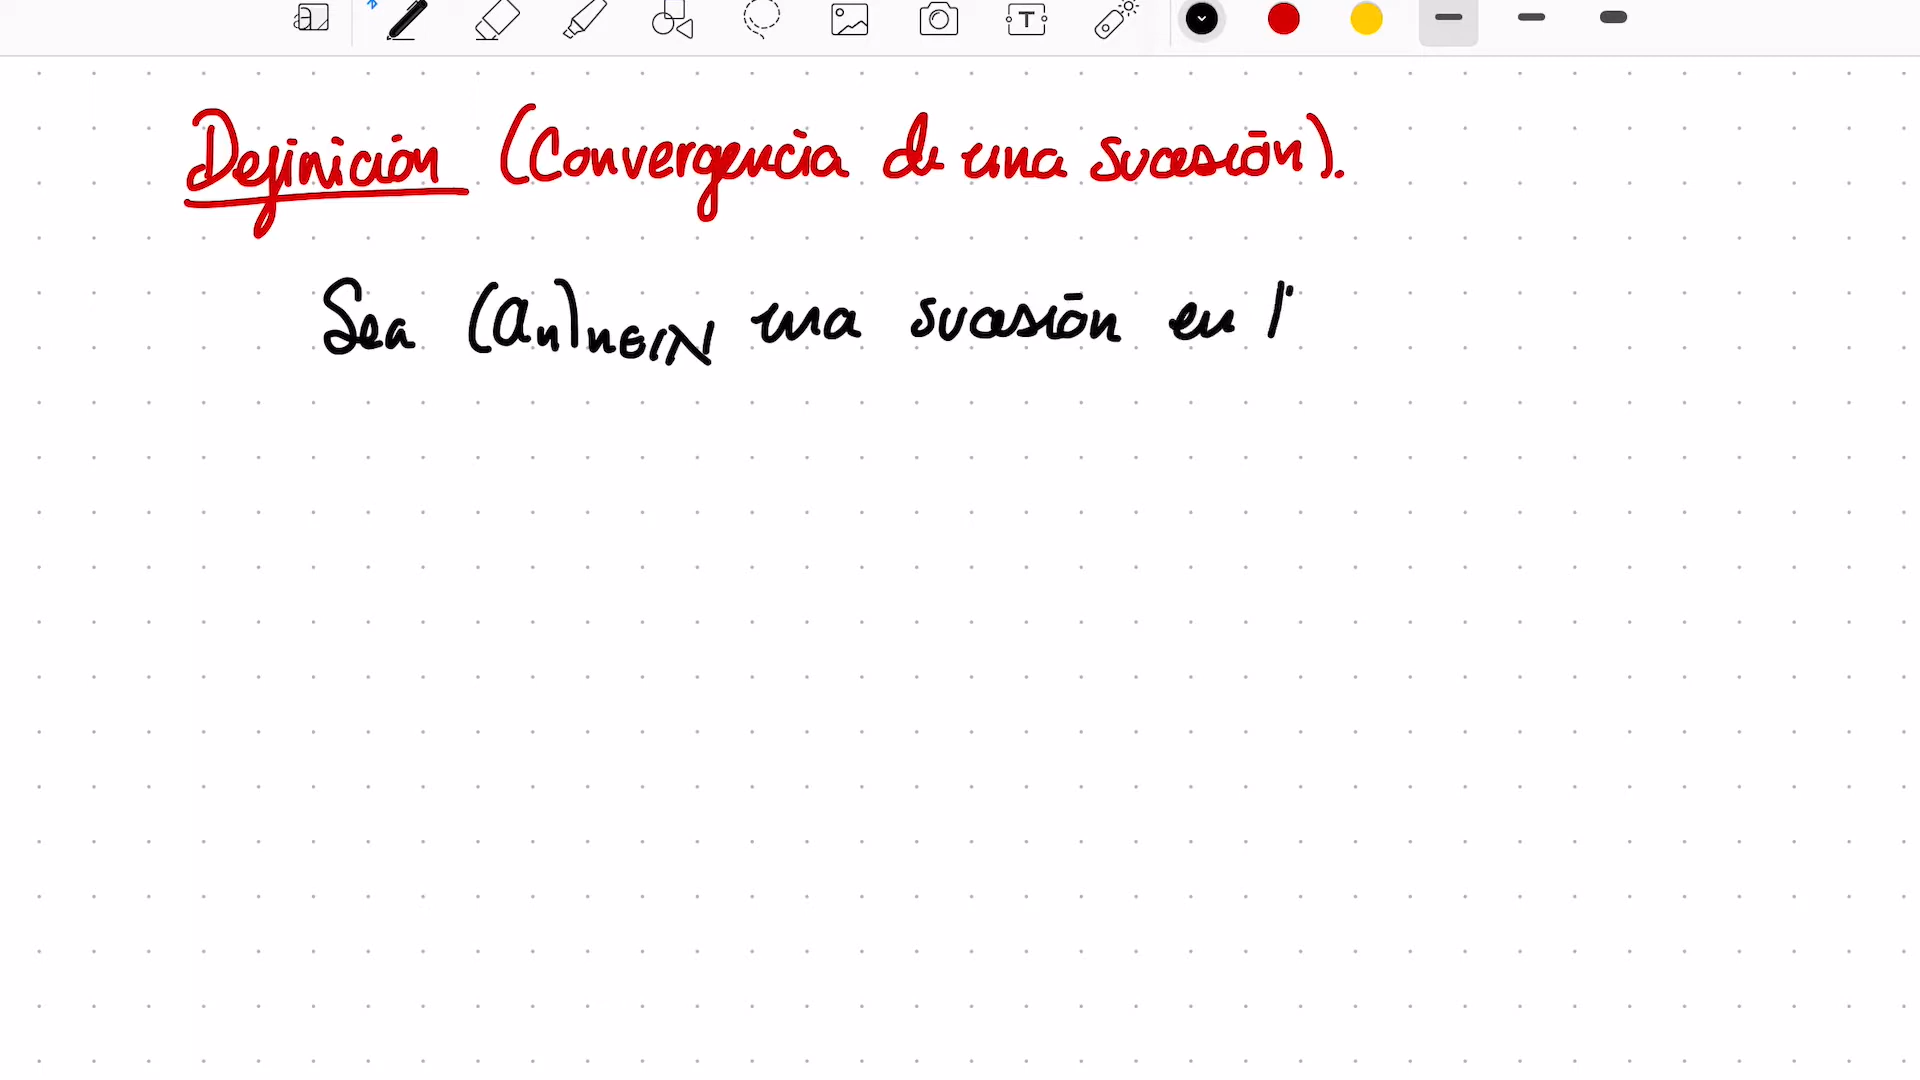 Definición (Convergencia de una sucesión).
Sea (an)n∈ℕ una sucesión en